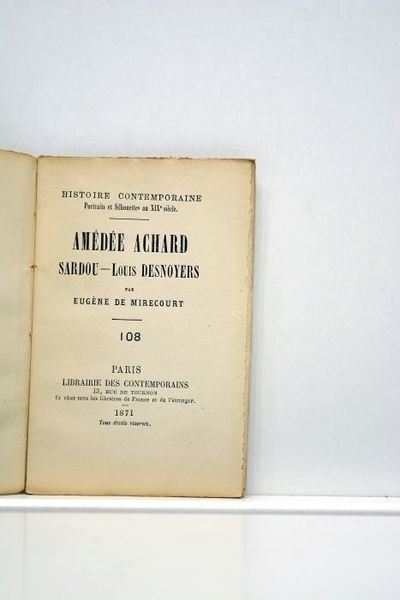 HISTOIRE CONTEMPORAINE
Portraits et Silhouettes au XIXe siècle.
AMÉDÉE ACHARD
SARDOU—LOUIS DESNOYERS
PAR
EUGÈNE DE MIRECOURT
108
PARIS
LIBRAIRIE DES CONTEMPORAINS
13, RUE DE TOURNON
Et chez tous les libraires de France et de l'étranger.
1871
Tous droits réservés.